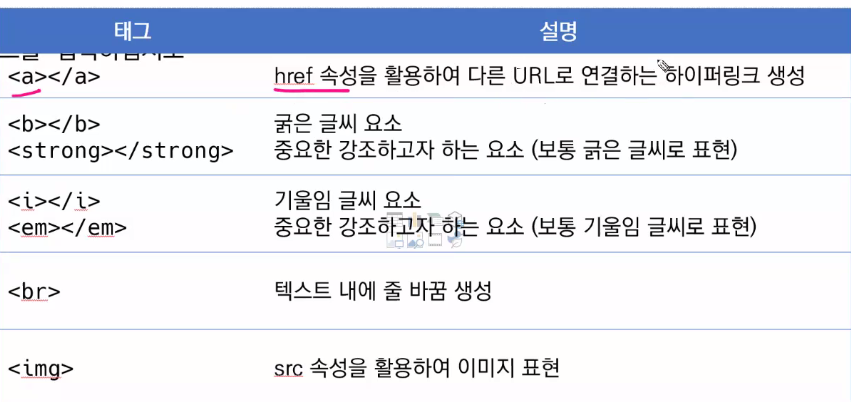 태그 설명
<a></a> href 속성을 활용하여 다른 URL로 연결하는 하이퍼링크 생성
<b></b> 굵은 글씨 요소
<strong></strong> 중요한 강조하고자 하는 요소 (보통 굵은 글씨로 표현)
<i></i> 기울임 글씨 요소
<em></em> 중요한 강조하고자 하는 요소 (보통 기울임 글씨로 표현)
<br> 텍스트 내에 줄 바꿈 생성
<img> src 속성을 활용하여 이미지 표현